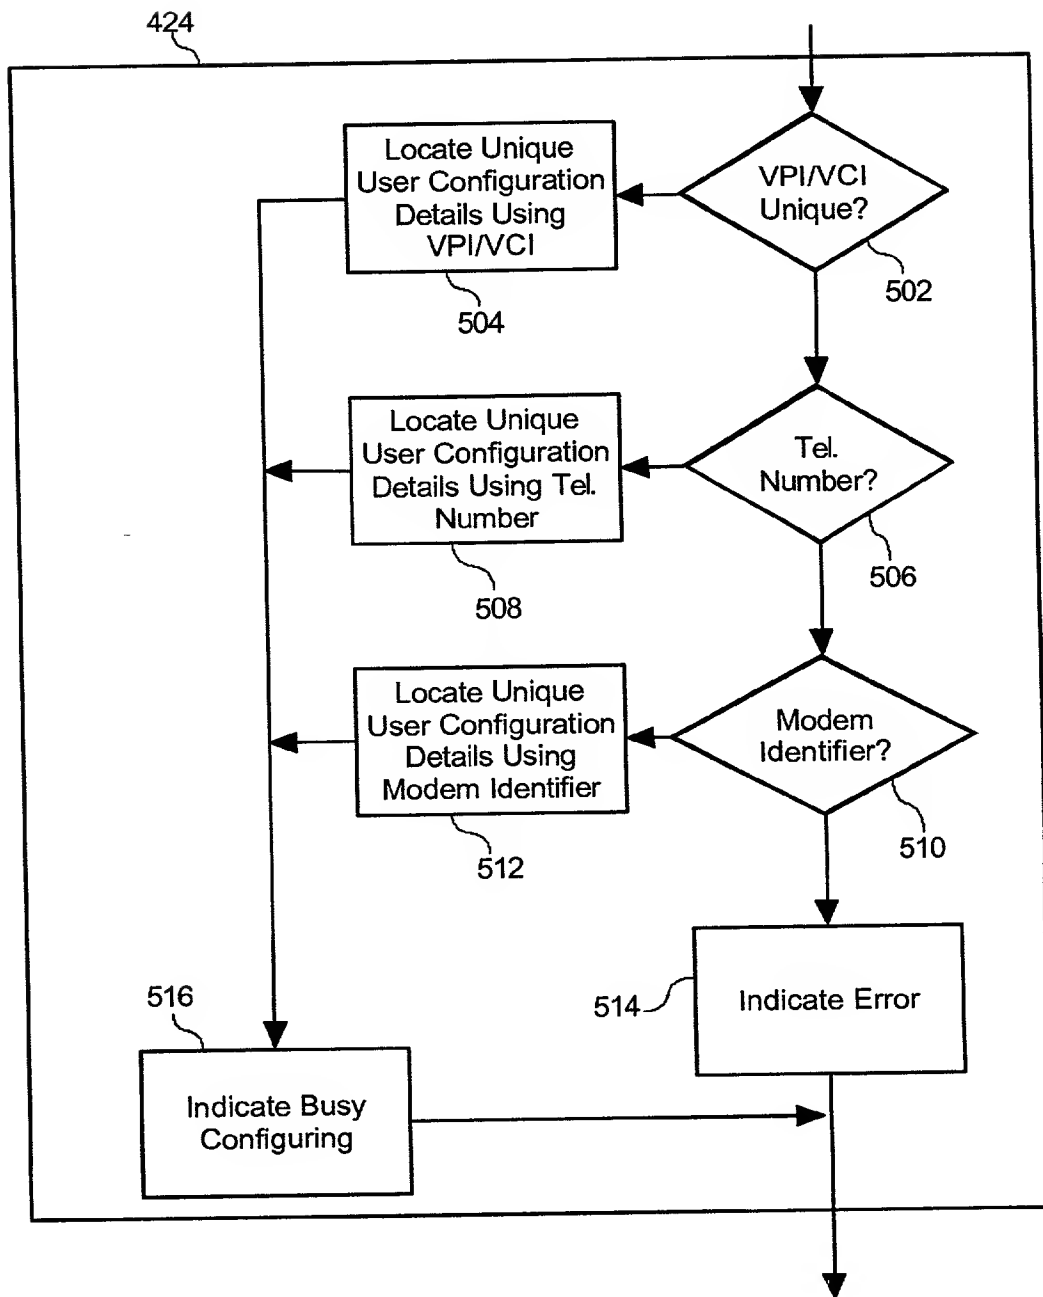 424
Locate Unique
User Configuration
Details Using
VPI/VCI
504
VPI/VCI
Unique?
502
Locate Unique
User Configuration
Details Using Tel.
Number
508
Tel.
Number?
506
Locate Unique
User Configuration
Details Using
Modem Identifier
512
Modem
Identifier?
510
516
Indicate Busy
Configuring
514
Indicate Error